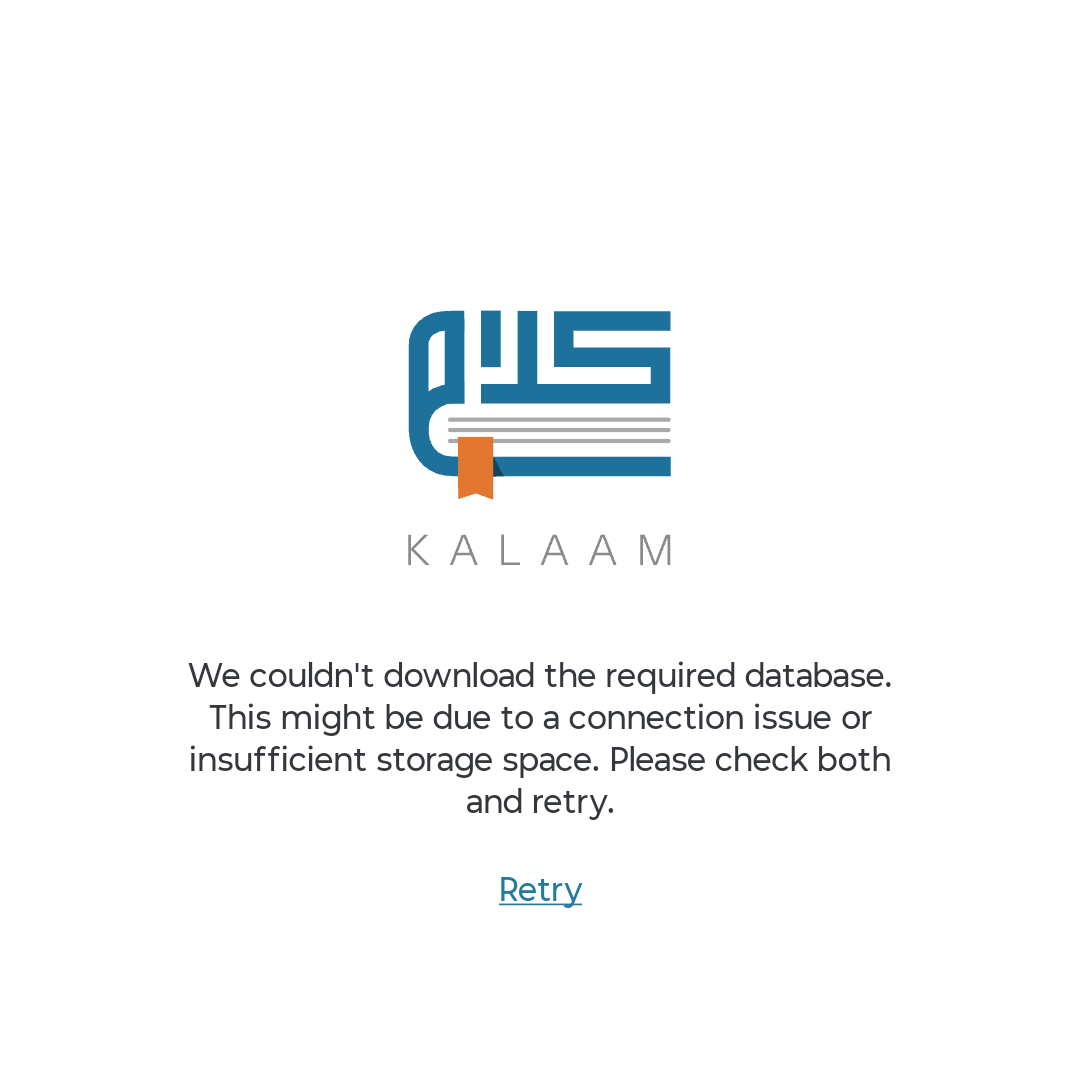 كلام
KALAAM
We couldn't download the required database.
This might be due to a connection issue or
insufficient storage space. Please check both
and retry.
Retry